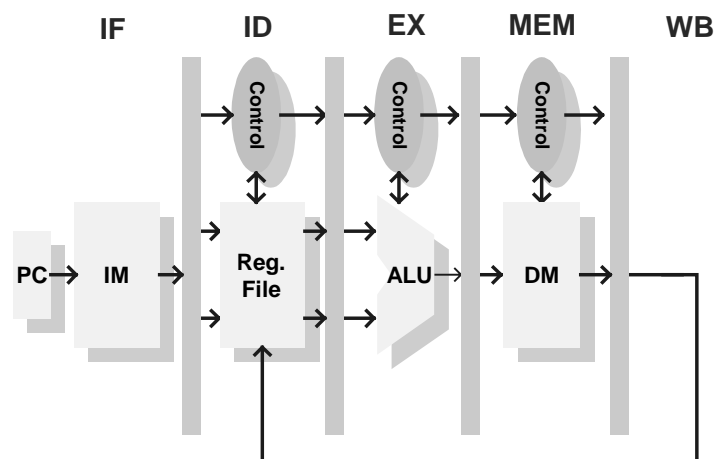 IF
ID
EX
MEM
WB
Control
Control
Control
PC
IM
Reg.
File
ALU
DM